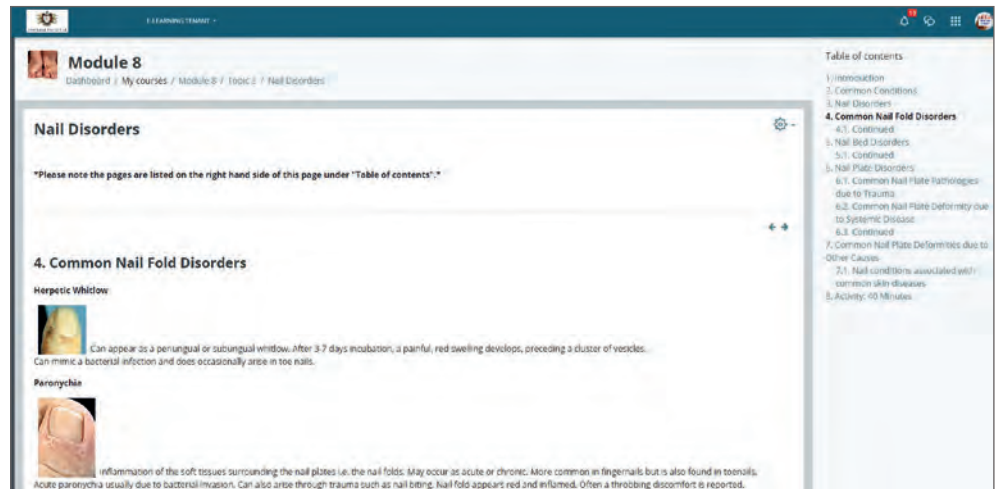 E-LEARNING TENANT
Module 8
Dashboard / My courses / Module 8 / Topic 3 / Nail Disorders
Nail Disorders
*Please note the pages are listed on the right hand side of this page under "Table of contents".*
4. Common Nail Fold Disorders
Herpetic Whitlow
Can appear as a periungual or subungual whitlow. After 3-7 days incubation, a painful, red swelling develops, preceding a cluster of vesicles.
Can mimic a bacterial infection and does occasionally arise in toe nails.
Paronychia
Inflammation of the soft tissues surrounding the nail plates i.e. the nail folds. May occur as acute or chronic. More common in fingernails but is also found in toenails.
Acute paronychia usually due to bacterial invasion. Can also arise through trauma such as nail biting. Nail fold appears red and inflamed. Often a throbbing discomfort is reported.
Table of contents
1. Introduction
2. Common Conditions
3. Nail Disorders
4. Common Nail Fold Disorders
4.1. Continued
5. Nail Bed Disorders
5.1. Continued
6. Nail Plate Disorders
6.1. Common Nail Plate Pathologies
due to Trauma
6.2. Common Nail Plate Deformity due
to Systemic Disease
6.3. Continued
7. Common Nail Plate Deformities due to
Other Causes
7.1. Nail conditions associated with
common skin diseases
8. Activity: 40 Minutes